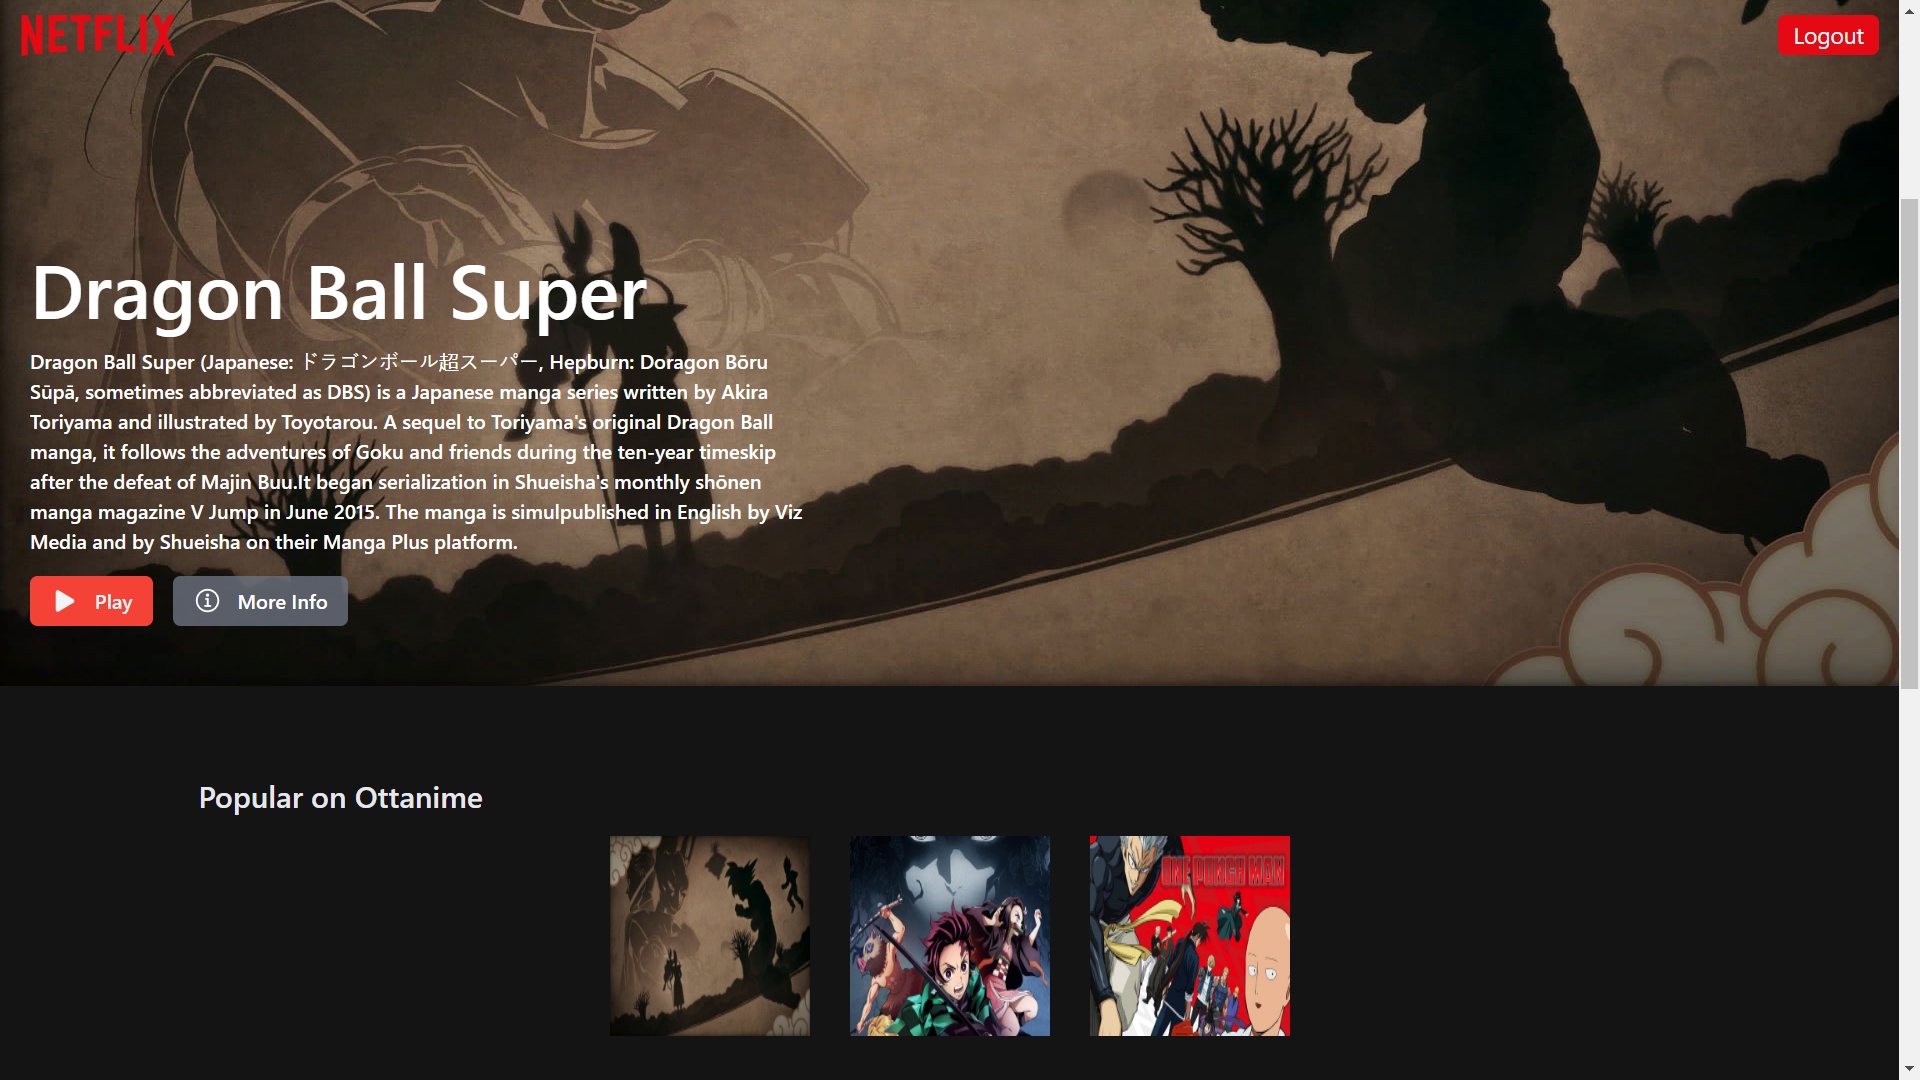 NETFLIX
Logout
Dragon Ball Super
Dragon Ball Super (Japanese: ドラゴンボール超スーパー, Hepburn: Doragon Bōru
Sūpā, sometimes abbreviated as DBS) is a Japanese manga series written by Akira
Toriyama and illustrated by Toyotarou. A sequel to Toriyama's original Dragon Ball
manga, it follows the adventures of Goku and friends during the ten-year timeskip
after the defeat of Majin Buu.It began serialization in Shueisha's monthly shōnen
manga magazine V Jump in June 2015. The manga is simulpublished in English by Viz
Media and by Shueisha on their Manga Plus platform.
Play
More Info
Popular on Ottanime
ONE PUNCH MAN